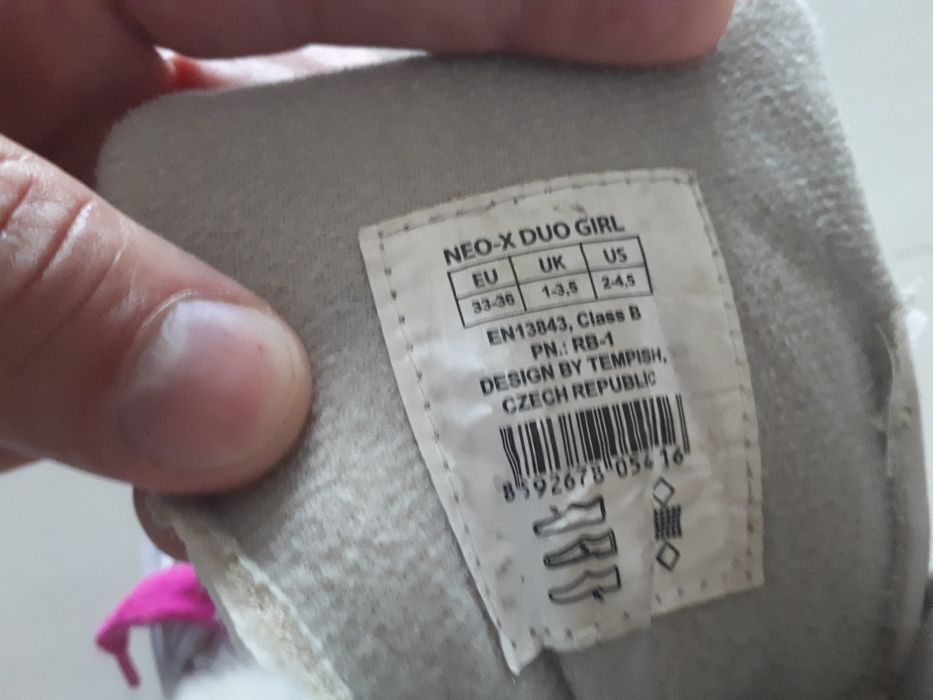 NEO-X DUO GIRL
EU UK US
33-36 1-3,5 2-4,5
EN13843, Class B
PN.: RB-1
DESIGN BY TEMPISH,
CZECH REPUBLIC
8592678 05416